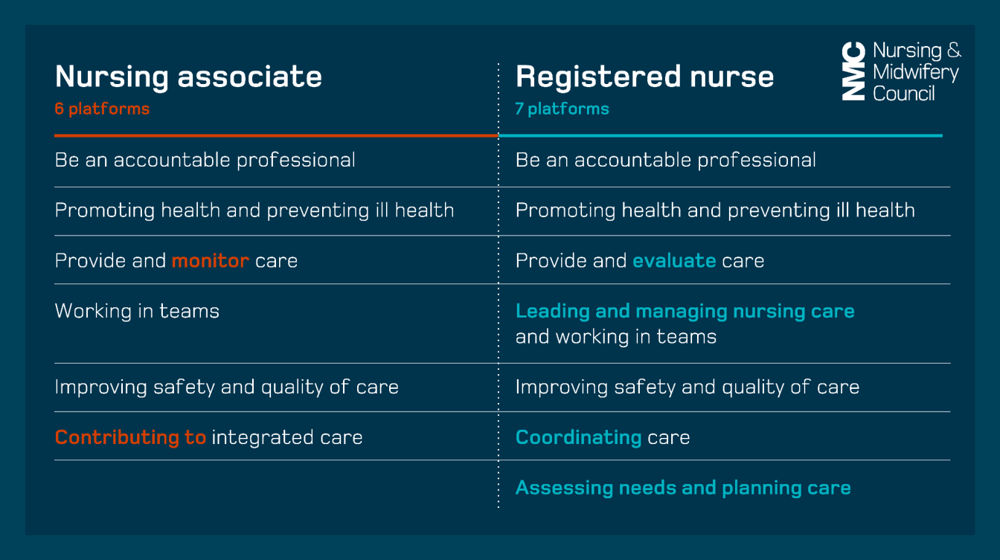 Nursing associate
6 platforms
Be an accountable professional
Promoting health and preventing ill health
Provide and monitor care
Working in teams
Improving safety and quality of care
Contributing to integrated care
Registered nurse
7 platforms
Be an accountable professional
Promoting health and preventing ill health
Provide and evaluate care
Leading and managing nursing care
and working in teams
Improving safety and quality of care
Coordinating care
Assessing needs and planning care
NMC
Nursing &
Midwifery
Council